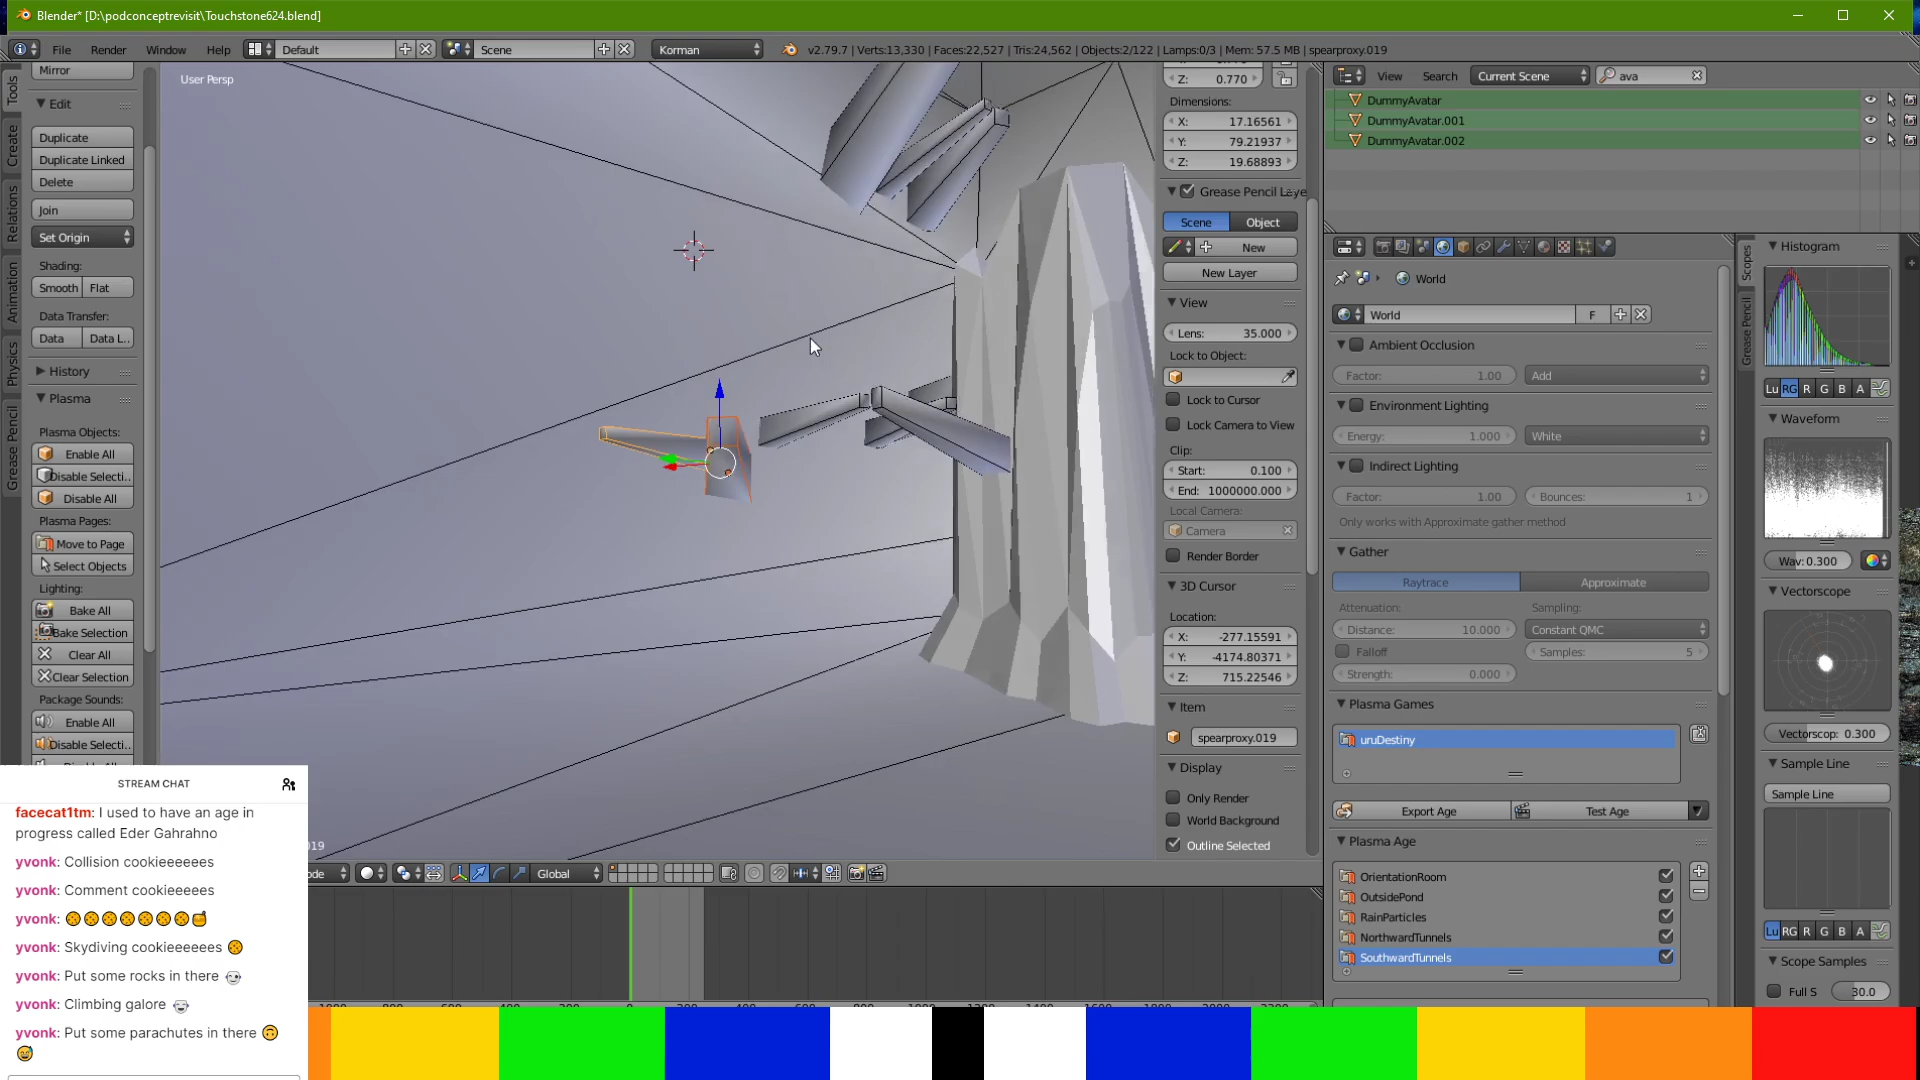 Blender* [D:\podconceptrevisit\Touchstone624.blend]
File Render Window Help Default Scene Korman v2.79.7 | Verts:13,330 | Faces:22,527 | Tris:24,562 | Objects:2/122 | Lamps:0/3 | Mem: 57.5 MB | spearproxy.019
Tools
Create
Relations
Animation
Physics
Grease Pencil
Mirror
Edit
Duplicate
Duplicate Linked
Delete
Join
Set Origin
Shading:
Smooth Flat
Data Transfer:
Data Data L..
History
Plasma
Plasma Objects:
Enable All
Disable Selecti..
Disable All
Plasma Pages:
Move to Page
Select Objects
Lighting:
Bake All
Bake Selection
Clear All
Clear Selection
Package Sounds:
Enable All
Disable Selecti..
User Persp
Z: 0.770
Dimensions:
X: 17.16561
Y: 79.21937
Z: 19.68893
Grease Pencil Laye
Scene Object
New
New Layer
View
Lens: 35.000
Lock to Object:
Lock to Cursor
Lock Camera to View
Clip:
Start: 0.100
End: 1000000.000
Local Camera:
Camera
Render Border
3D Cursor
Location:
X: -277.15591
Y: -4174.80371
Z: 715.22546
Item
spearproxy.019
Display
Only Render
World Background
Outline Selected
View Search Current Scene ava
DummyAvatar
DummyAvatar.001
DummyAvatar.002
World
World F
Ambient Occlusion
Factor: 1.00 Add
Environment Lighting
Energy: 1.000 White
Indirect Lighting
Factor: 1.00 Bounces: 1
Only works with Approximate gather method
Gather
Raytrace Approximate
Attenuation: Sampling:
Distance: 10.000 Constant QMC
Falloff Samples: 5
Strength: 0.000
Plasma Games
uruDestiny
Export Age Test Age
Plasma Age
OrientationRoom
OutsidePond
RainParticles
NorthwardTunnels
SouthwardTunnels
Scopes
Grease Pencil
Histogram
Lu RG R G B A
Waveform
Wav: 0.300
Vectorscope
Vectorscop: 0.300
Sample Line
Sample Line
Lu RG R G B A
Scope Samples
Full S 30.0
STREAM CHAT
facecat1tm: I used to have an age in
progress called Eder Gahrahno
yvonk: Collision cookieeeeees
yvonk: Comment cookieeeees
yvonk: 🍪🍪🍪🍪🍪🍪🍪🍯
yvonk: Skydiving cookieeeeees 🍪
yvonk: Put some rocks in there
yvonk: Climbing galore
yvonk: Put some parachutes in there 🙃
😅
19
ode Global